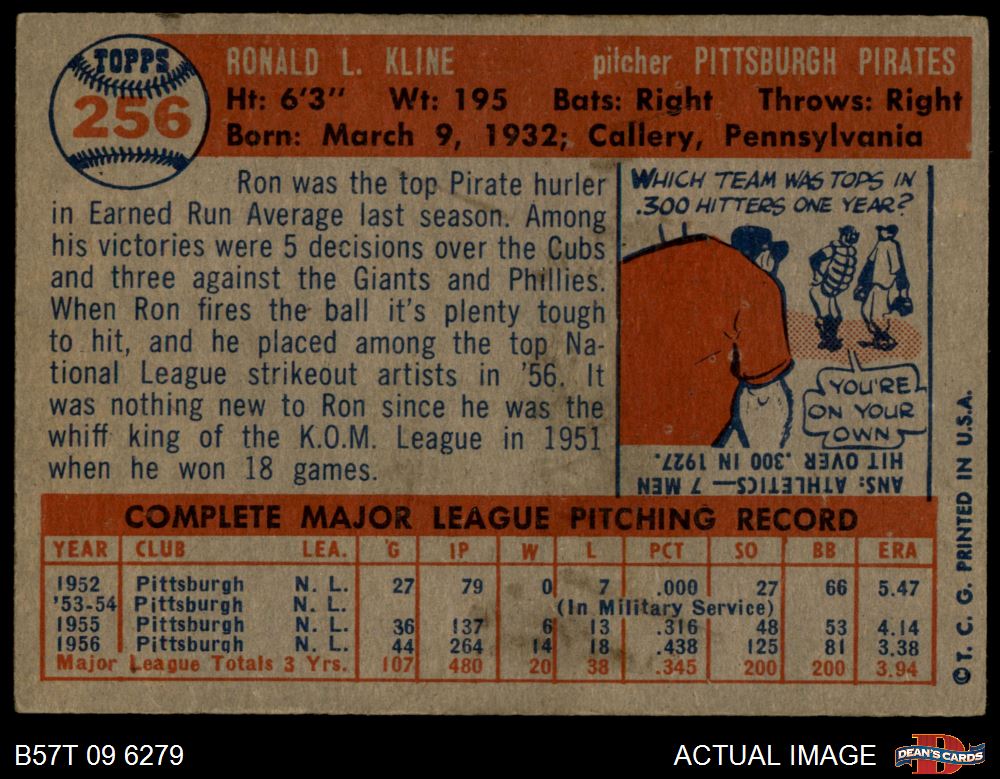 TOPPS
256
RONALD L. KLINE pitcher PITTSBURGH PIRATES
Ht: 6'3" Wt: 195 Bats: Right Throws: Right
Born: March 9, 1932; Callery, Pennsylvania
Ron was the top Pirate hurler
in Earned Run Average last season. Among
his victories were 5 decisions over the Cubs
and three against the Giants and Phillies.
When Ron fires the ball it's plenty tough
to hit, and he placed among the top Na-
tional League strikeout artists in '56. It
was nothing new to Ron since he was the
whiff king of the K.O.M. League in 1951
when he won 18 games.
WHICH TEAM WAS TOPS IN
.300 HITTERS ONE YEAR?
YOU'RE
ON YOUR
OWN
ANS: ATHLETICS—7 MEN
HIT OVER .300 IN 1927.
COMPLETE MAJOR LEAGUE PITCHING RECORD
YEAR CLUB LEA. G IP W L PCT SO BB ERA
1952 Pittsburgh N. L. 27 79 0 7 .000 27 66 5.47
'53-54 Pittsburgh N. L. (In Military Service)
1955 Pittsburgh N. L. 36 137 6 13 .316 48 53 4.14
1956 Pittsburgh N. L. 44 264 14 18 .438 125 81 3.38
Major League Totals 3 Yrs. 107 480 20 38 .345 200 200 3.94
© T. C. G. PRINTED IN U.S.A.
B57T 09 6279 ACTUAL IMAGE
D
DEAN'S CARDS